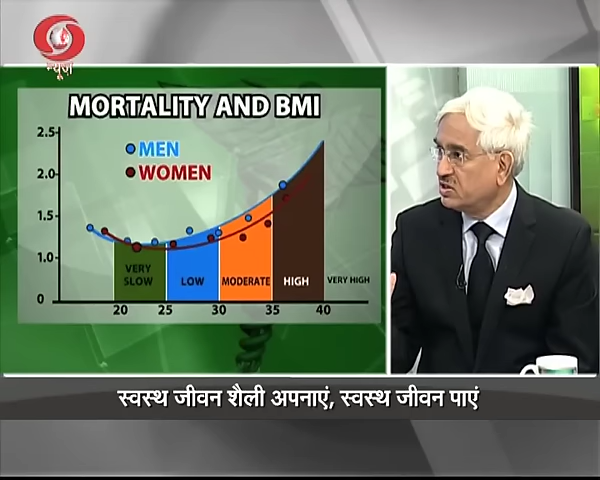 न्यूज़
MORTALITY AND BMI
2.5
MEN
2.0
WOMEN
1.5
1.0
VERY
SLOW
LOW
MODERATE
HIGH
VERY HIGH
0
20 25 30 35 40
स्वस्थ जीवन शैली अपनाएं, स्वस्थ जीवन पाएं